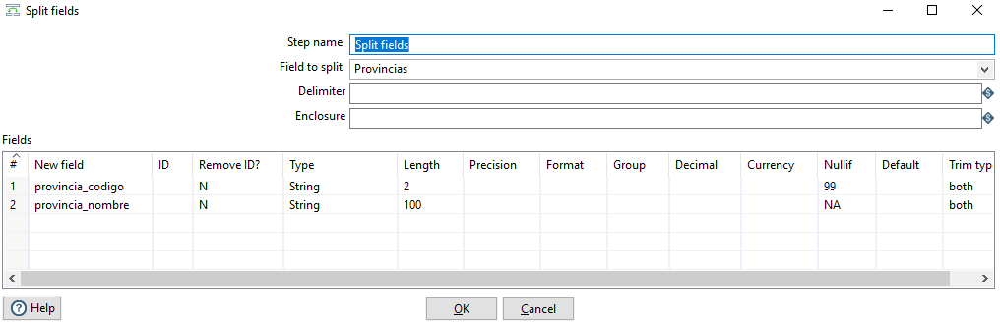 Split fields
Step name Split fields
Field to split Provincias
Delimiter
Enclosure
Fields
# New field ID Remove ID? Type Length Precision Format Group Decimal Currency Nullif Default Trim typ
1 provincia_codigo N String 2 99 both
2 provincia_nombre N String 100 NA both
Help OK Cancel